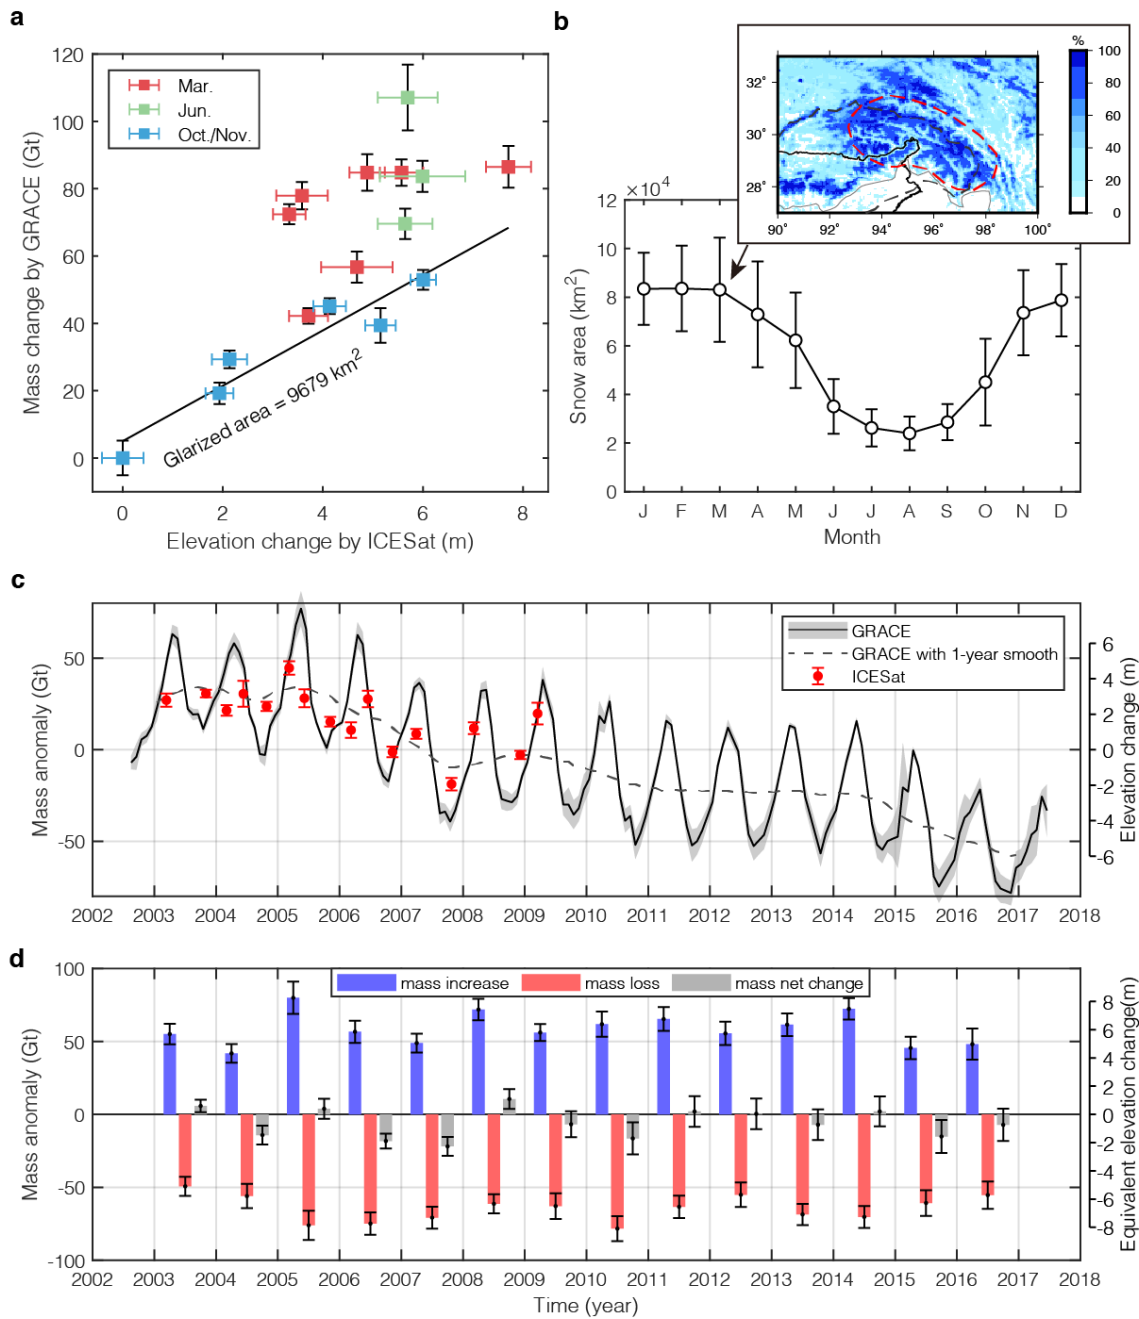 a
Mass change by GRACE (Gt)
120
100
80
60
40
20
0
Mar.
Jun.
Oct./Nov.
Glarized area = 9679 km²
0 2 4 6 8
Elevation change by ICESat (m)
b
%
100
80
60
40
20
0
32°
30°
28°
90° 92° 94° 96° 98° 100°
×10⁴
Snow area (km²)
12
10
8
6
4
2
0
J F M A M J J A S O N D
Month
c
Mass anomaly (Gt)
50
0
-50
GRACE
GRACE with 1-year smooth
ICESat
6
4
2
0
-2
-4
-6
Elevation change (m)
2002 2003 2004 2005 2006 2007 2008 2009 2010 2011 2012 2013 2014 2015 2016 2017 2018
d
Mass anomaly (Gt)
100
50
0
-50
-100
mass increase mass loss mass net change
8
6
4
2
0
-2
-4
-6
-8
Equivalent elevation change(m)
2002 2003 2004 2005 2006 2007 2008 2009 2010 2011 2012 2013 2014 2015 2016 2017 2018
Time (year)